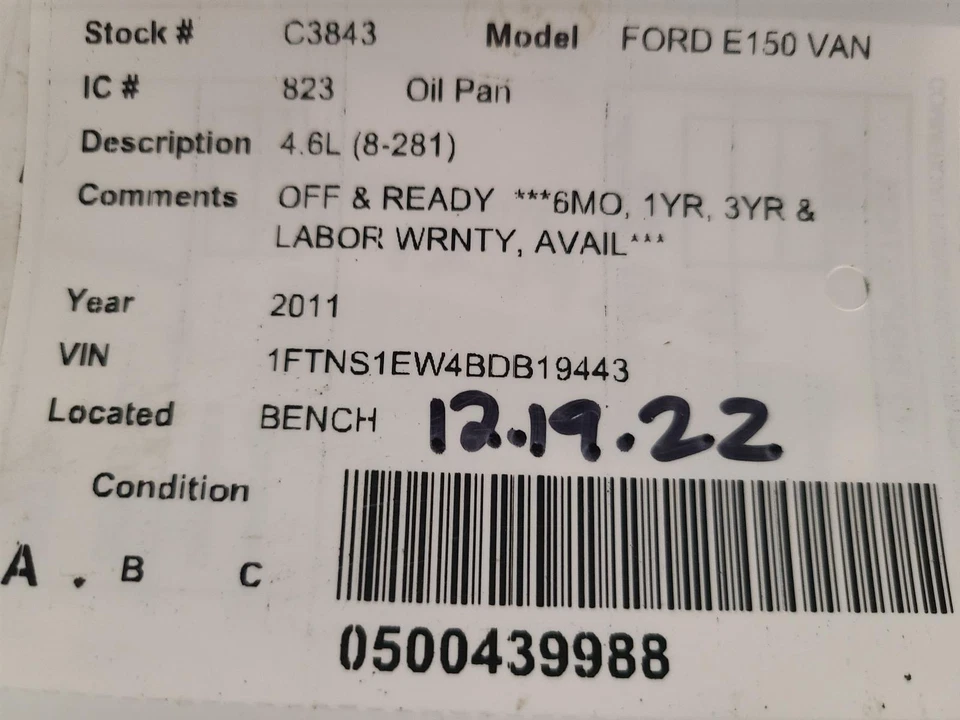 Stock # C3843 Model FORD E150 VAN
IC # 823 Oil Pan
Description 4.6L (8-281)
Comments OFF & READY ***6MO, 1YR, 3YR &
LABOR WRNTY, AVAIL***
Year 2011
VIN 1FTNS1EW4BDB19443
Located BENCH 12.19.22
Condition
A . B C
0500439988